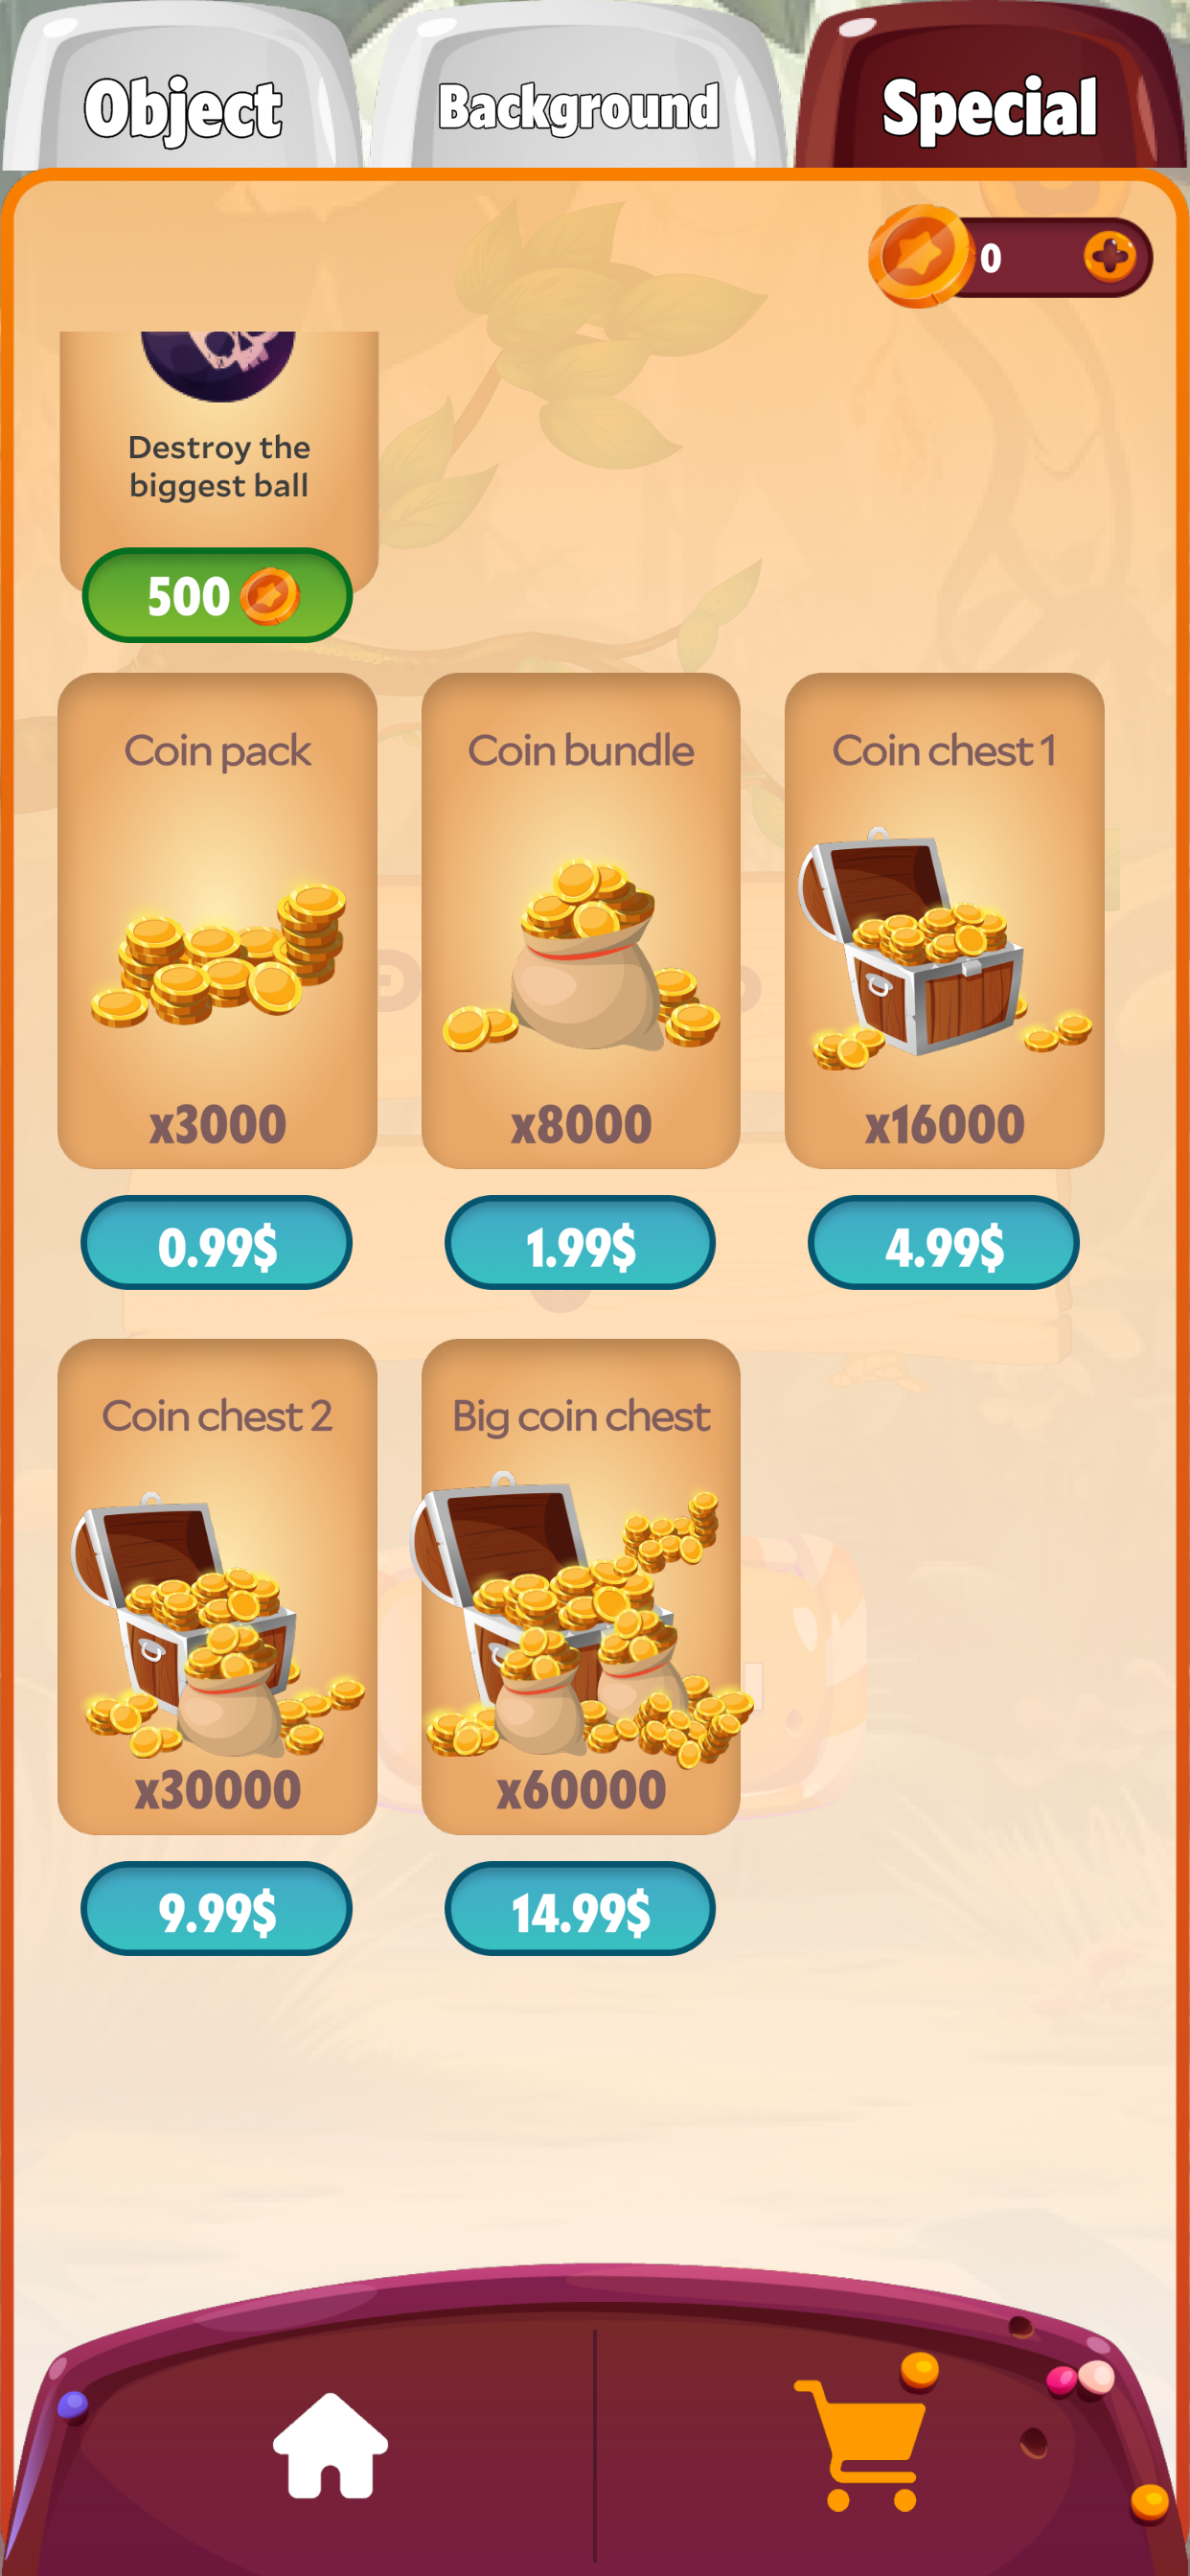 Object
Background
Special
0
Destroy the
biggest ball
500
Coin pack
Coin bundle
Coin chest 1
x3000
x8000
x16000
0.99$
1.99$
4.99$
Coin chest 2
Big coin chest
x30000
x60000
9.99$
14.99$